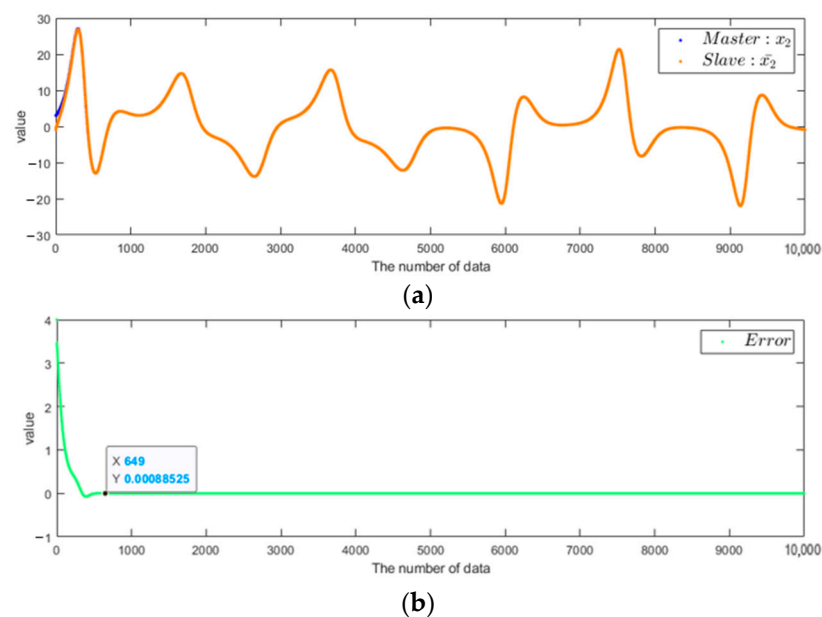 30
20
10
0
−10
−20
−30
value
0 1000 2000 3000 4000 5000 6000 7000 8000 9000 10,000
The number of data
Master : x₂
Slave : x̄₂
(a)
4
3
2
1
0
−1
value
0 1000 2000 3000 4000 5000 6000 7000 8000 9000 10,000
The number of data
Error
X 649
Y 0.00088525
(b)